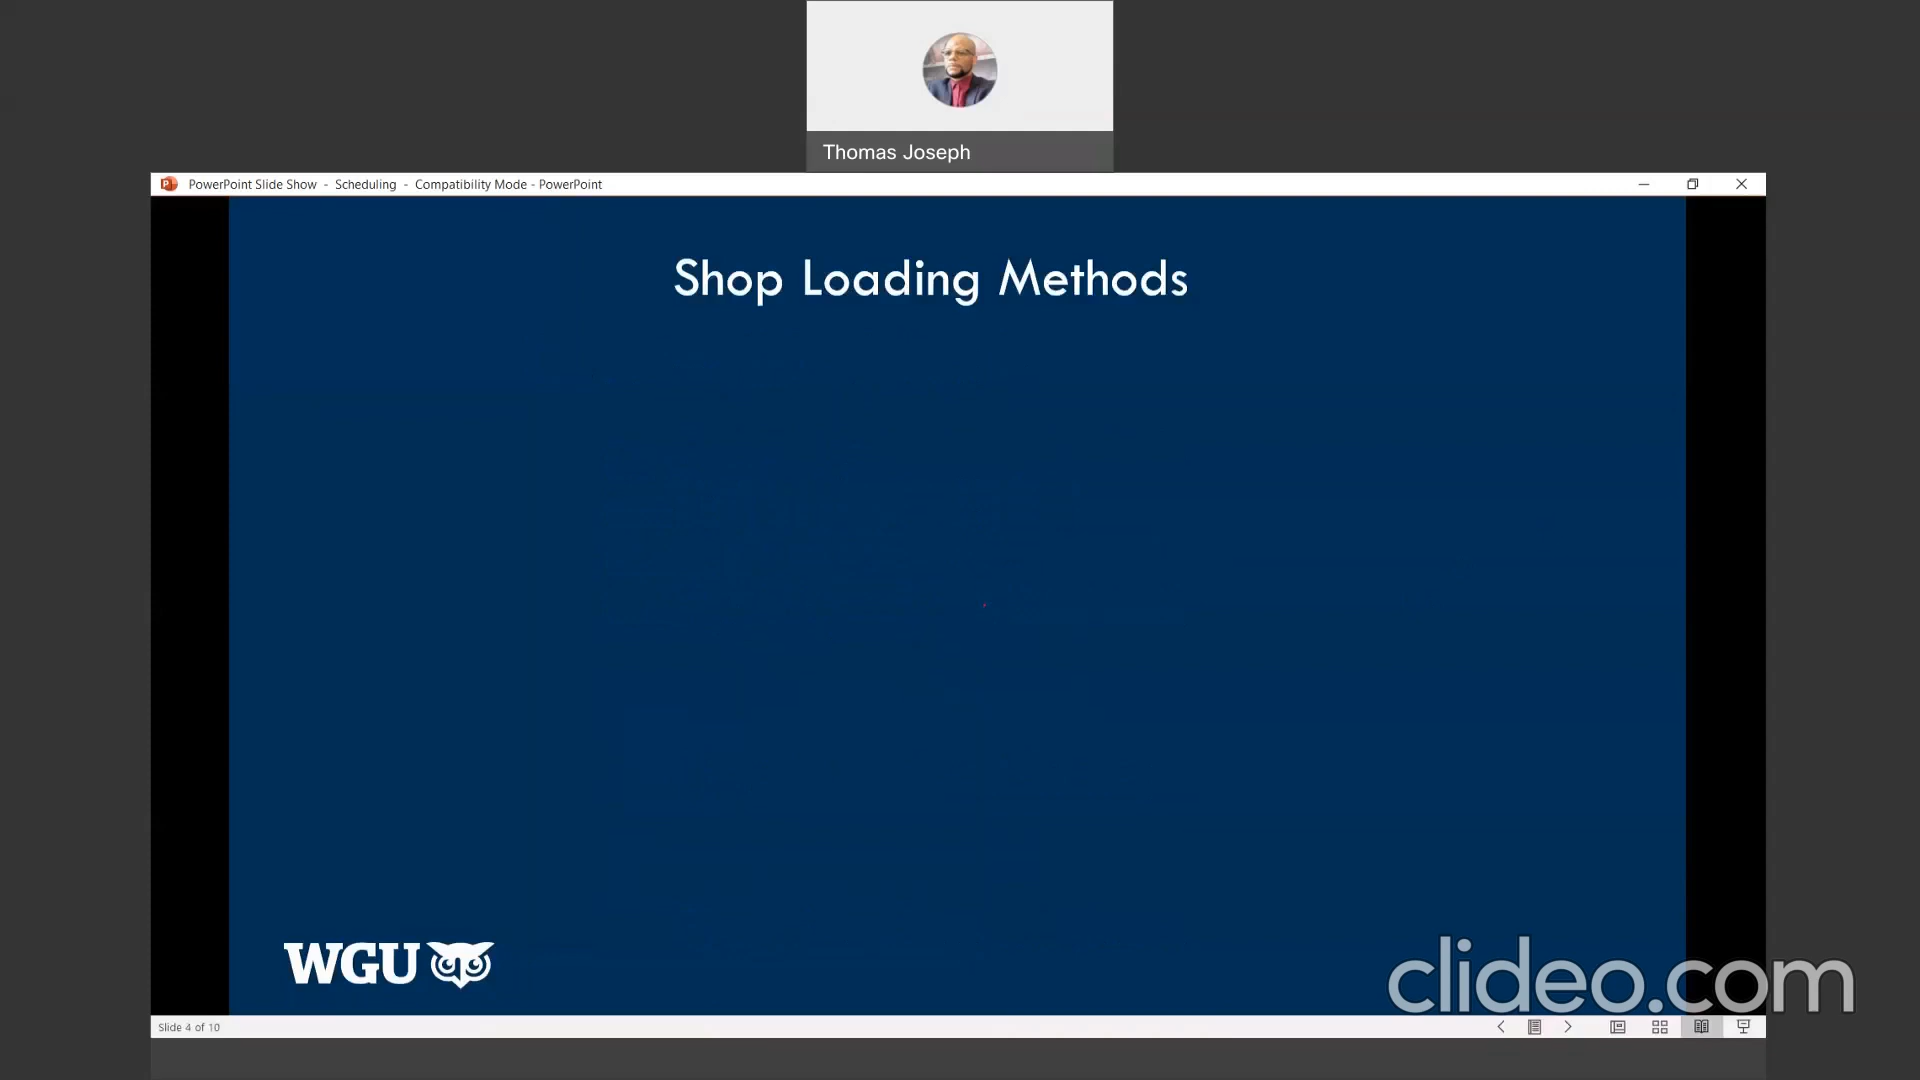 Thomas Joseph
PowerPoint Slide Show - Scheduling - Compatibility Mode - PowerPoint
Shop Loading Methods
WGU
clideo.com
Slide 4 of 10